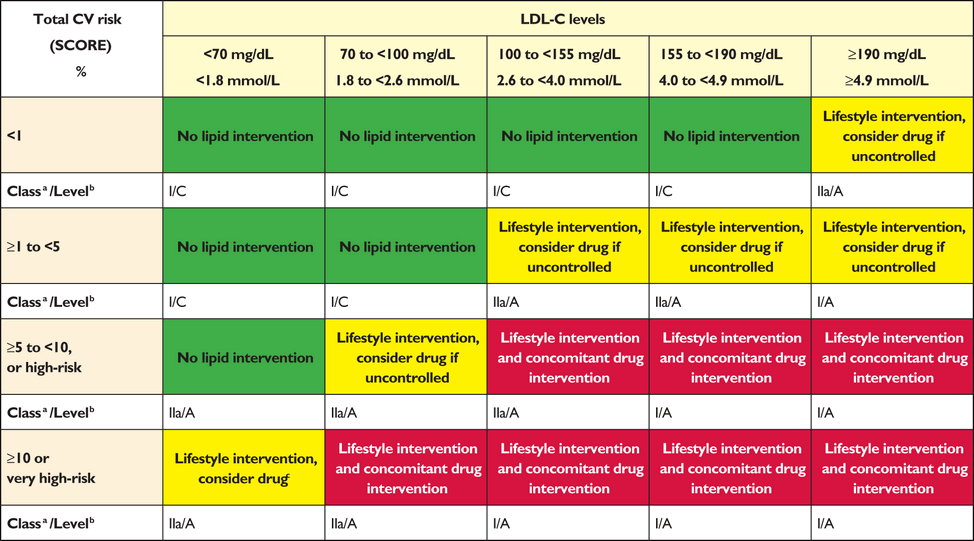 Total CV risk
(SCORE)
%
LDL-C levels
<70 mg/dL
<1.8 mmol/L
70 to <100 mg/dL
1.8 to <2.6 mmol/L
100 to <155 mg/dL
2.6 to <4.0 mmol/L
155 to <190 mg/dL
4.0 to <4.9 mmol/L
≥190 mg/dL
≥4.9 mmol/L
<1
No lipid intervention
No lipid intervention
No lipid intervention
No lipid intervention
Lifestyle intervention,
consider drug if
uncontrolled
Classᵃ/Levelᵇ
I/C
I/C
I/C
I/C
IIa/A
≥1 to <5
No lipid intervention
No lipid intervention
Lifestyle intervention,
consider drug if
uncontrolled
Lifestyle intervention,
consider drug if
uncontrolled
Lifestyle intervention,
consider drug if
uncontrolled
Classᵃ/Levelᵇ
I/C
I/C
IIa/A
IIa/A
I/A
≥5 to <10,
or high-risk
No lipid intervention
Lifestyle intervention,
consider drug if
uncontrolled
Lifestyle intervention
and concomitant drug
intervention
Lifestyle intervention
and concomitant drug
intervention
Lifestyle intervention
and concomitant drug
intervention
Classᵃ/Levelᵇ
IIa/A
IIa/A
IIa/A
I/A
I/A
≥10 or
very high-risk
Lifestyle intervention,
consider drug
Lifestyle intervention
and concomitant drug
intervention
Lifestyle intervention
and concomitant drug
intervention
Lifestyle intervention
and concomitant drug
intervention
Lifestyle intervention
and concomitant drug
intervention
Classᵃ/Levelᵇ
IIa/A
IIa/A
I/A
I/A
I/A